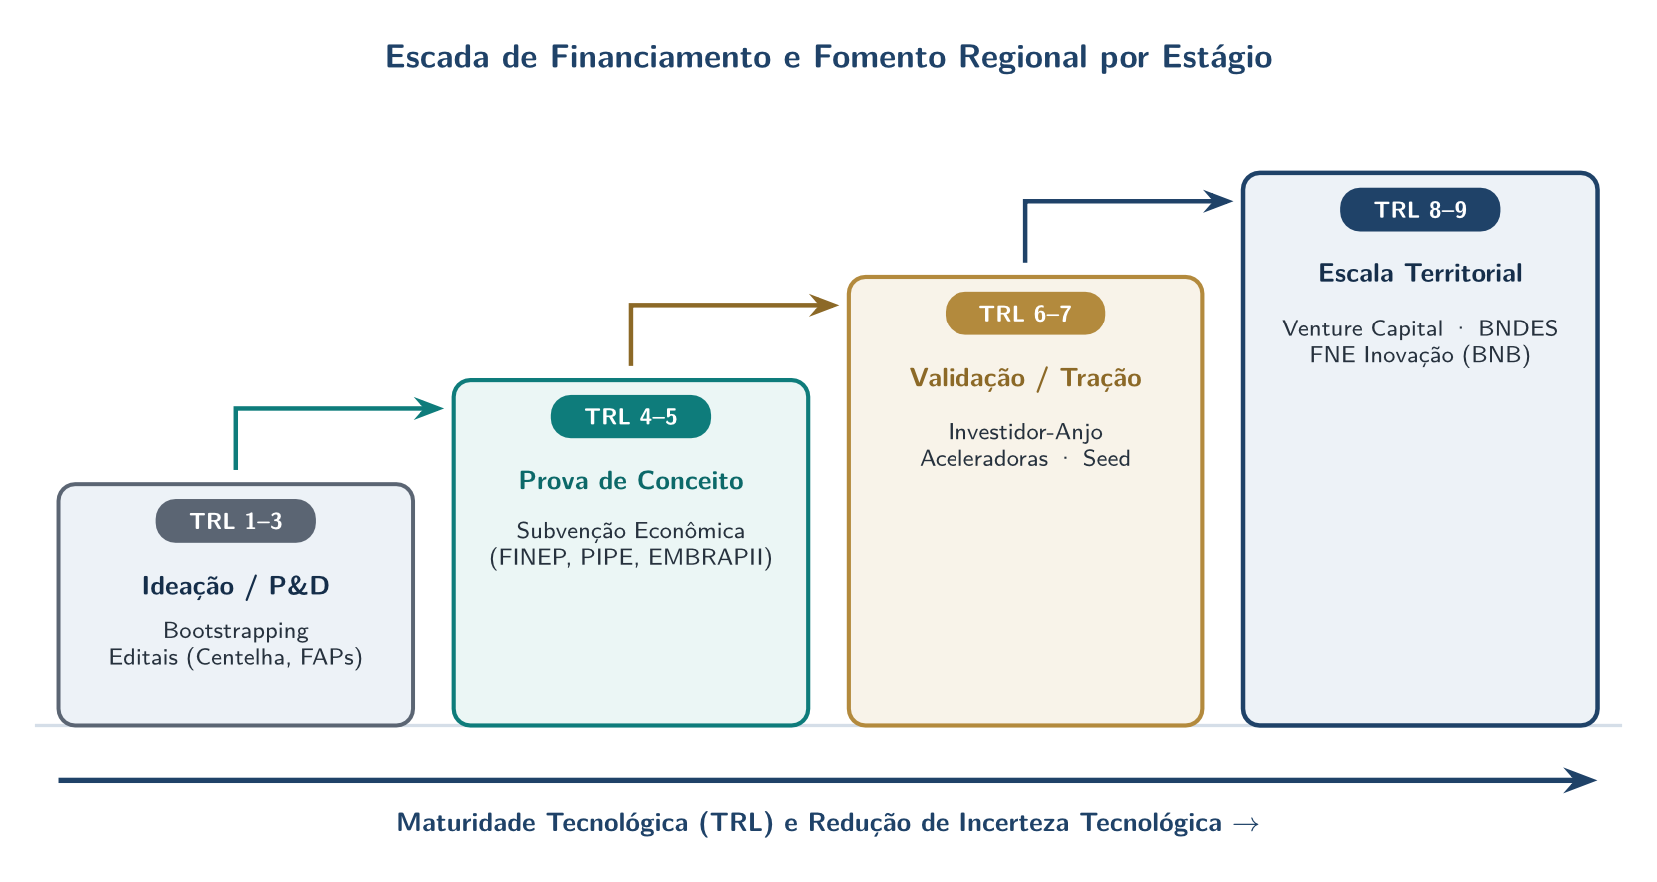 Escada de Financiamento e Fomento Regional por Estágio
TRL 1–3
Ideação / P&D
Bootstrapping
Editais (Centelha, FAPs)
TRL 4–5
Prova de Conceito
Subvenção Econômica
(FINEP, PIPE, EMBRAPII)
TRL 6–7
Validação / Tração
Investidor-Anjo
Aceleradoras · Seed
TRL 8–9
Escala Territorial
Venture Capital · BNDES
FNE Inovação (BNB)
Maturidade Tecnológica (TRL) e Redução de Incerteza Tecnológica →